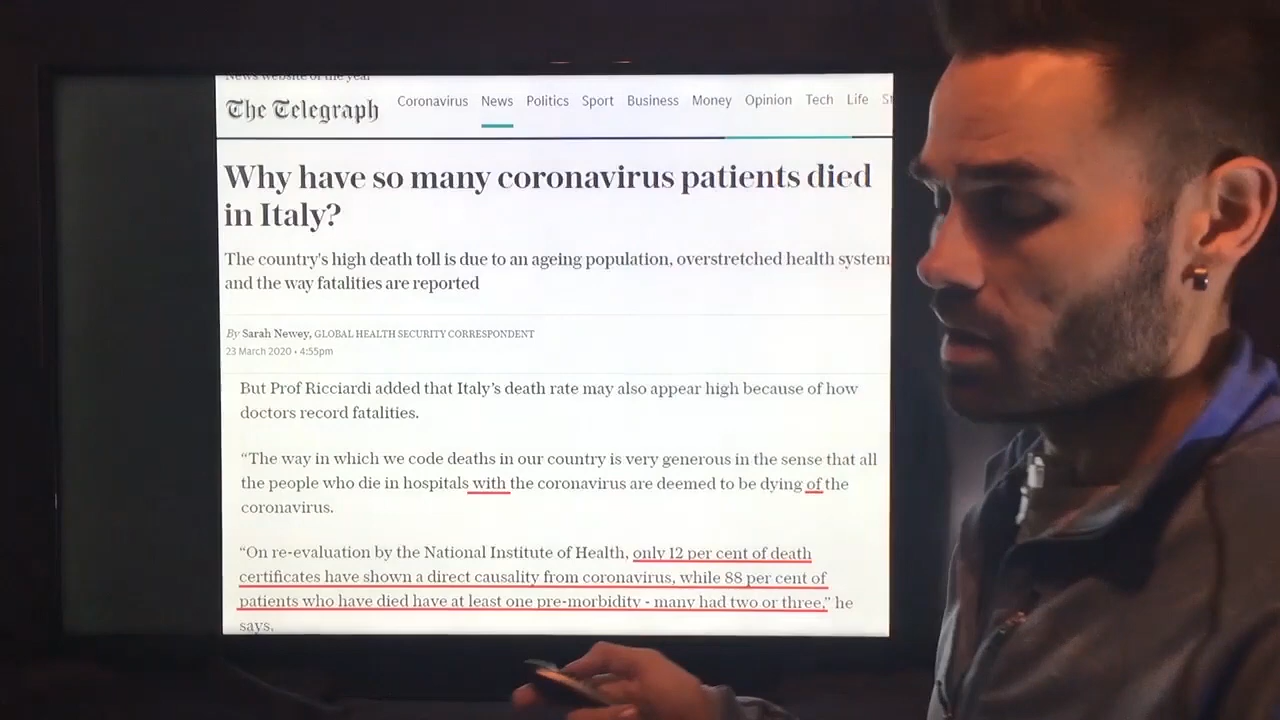 News website of the year
The Telegraph
Coronavirus News Politics Sport Business Money Opinion Tech Life St
Why have so many coronavirus patients died
in Italy?
The country's high death toll is due to an ageing population, overstretched health system
and the way fatalities are reported
By Sarah Newey, GLOBAL HEALTH SECURITY CORRESPONDENT
23 March 2020 • 4:55pm
But Prof Ricciardi added that Italy's death rate may also appear high because of how
doctors record fatalities.
“The way in which we code deaths in our country is very generous in the sense that all
the people who die in hospitals with the coronavirus are deemed to be dying of the
coronavirus.
“On re-evaluation by the National Institute of Health, only 12 per cent of death
certificates have shown a direct causality from coronavirus, while 88 per cent of
patients who have died have at least one pre-morbidity - many had two or three,” he
says.